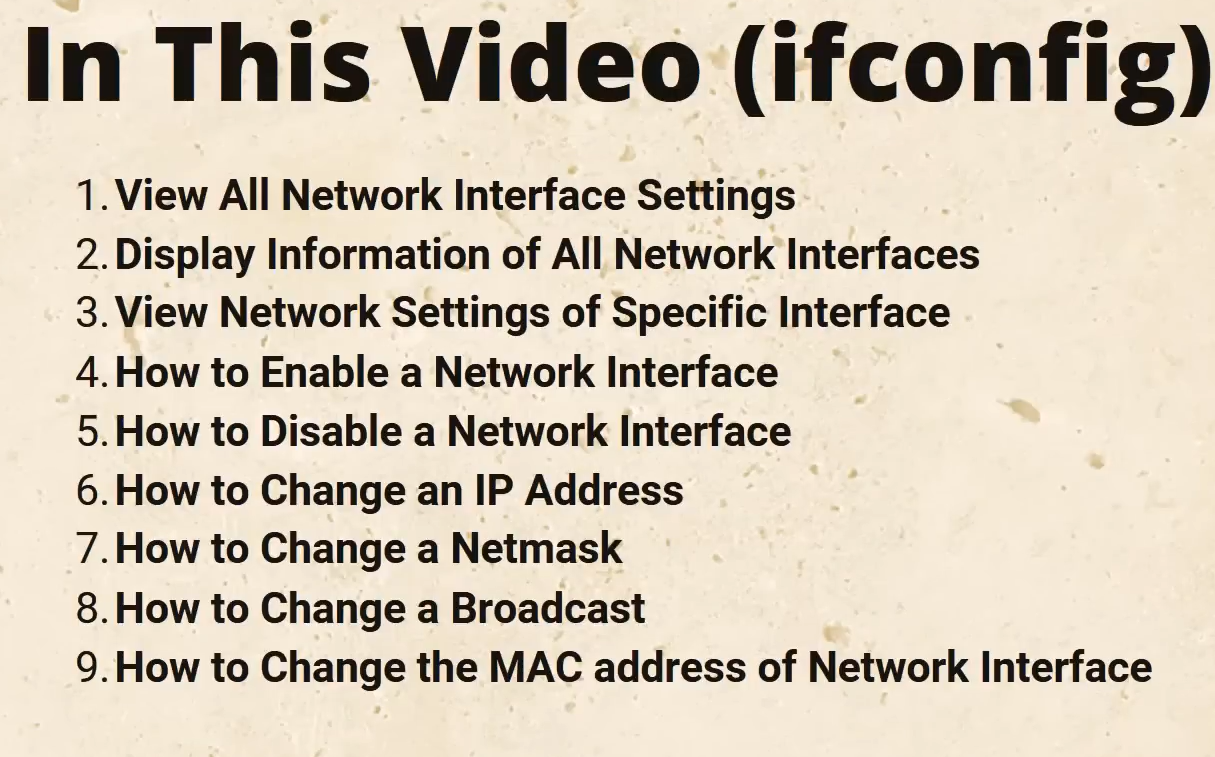 In This Video (ifconfig)
1. View All Network Interface Settings
2. Display Information of All Network Interfaces
3. View Network Settings of Specific Interface
4. How to Enable a Network Interface
5. How to Disable a Network Interface
6. How to Change an IP Address
7. How to Change a Netmask
8. How to Change a Broadcast
9. How to Change the MAC address of Network Interface